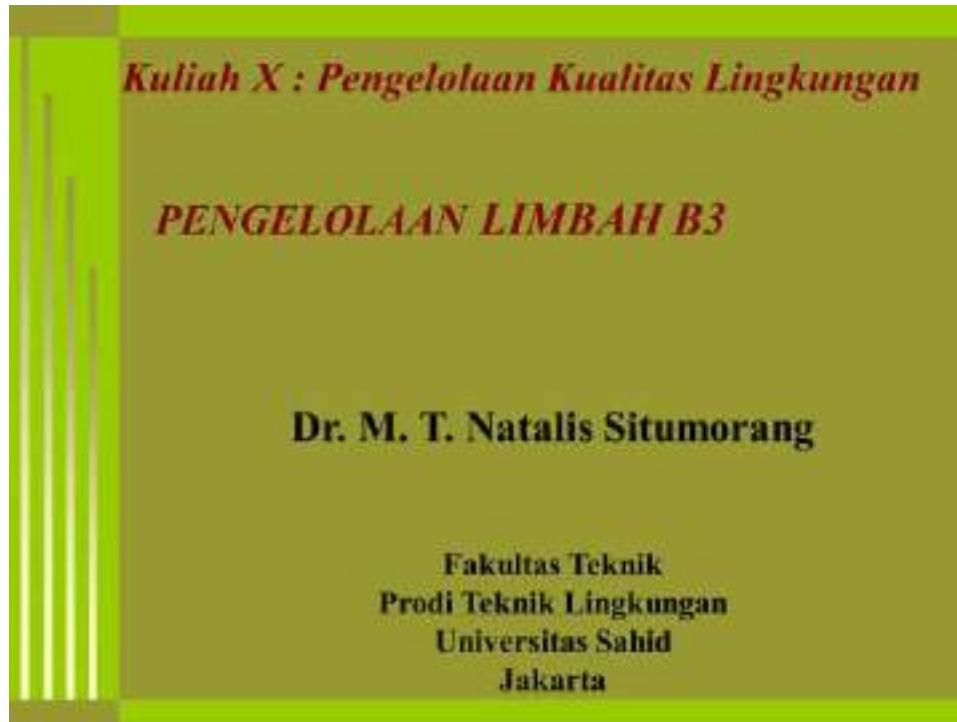 Kuliah X : Pengelolaan Kualitas Lingkungan
PENGELOLAAN LIMBAH B3
Dr. M. T. Natalis Situmorang
Fakultas Teknik
Prodi Teknik Lingkungan
Universitas Sahid
Jakarta